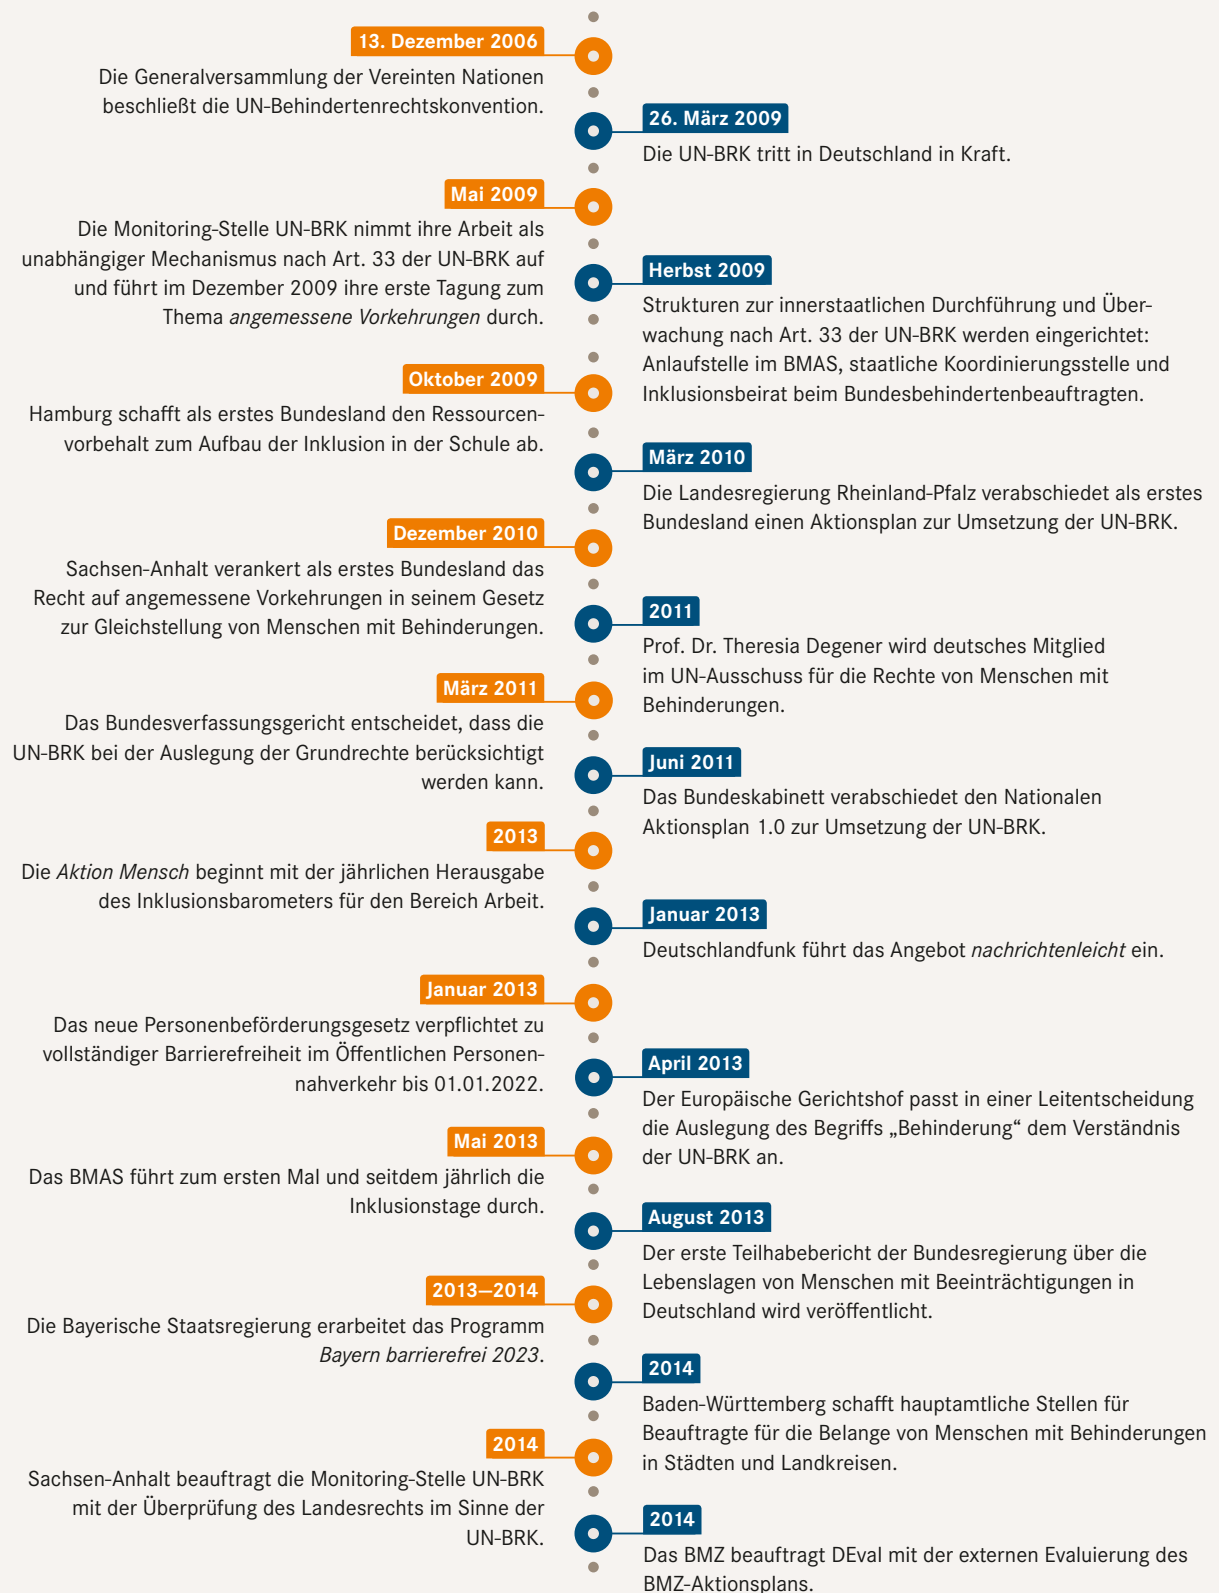 13. Dezember 2006
Die Generalversammlung der Vereinten Nationen
beschließt die UN-Behindertenrechtskonvention.
26. März 2009
Die UN-BRK tritt in Deutschland in Kraft.
Mai 2009
Die Monitoring-Stelle UN-BRK nimmt ihre Arbeit als
unabhängiger Mechanismus nach Art. 33 der UN-BRK auf
und führt im Dezember 2009 ihre erste Tagung zum
Thema angemessene Vorkehrungen durch.
Herbst 2009
Strukturen zur innerstaatlichen Durchführung und Über-
wachung nach Art. 33 der UN-BRK werden eingerichtet:
Anlaufstelle im BMAS, staatliche Koordinierungsstelle und
Inklusionsbeirat beim Bundesbehindertenbeauftragten.
Oktober 2009
Hamburg schafft als erstes Bundesland den Ressourcen-
vorbehalt zum Aufbau der Inklusion in der Schule ab.
März 2010
Die Landesregierung Rheinland-Pfalz verabschiedet als erstes
Bundesland einen Aktionsplan zur Umsetzung der UN-BRK.
Dezember 2010
Sachsen-Anhalt verankert als erstes Bundesland das
Recht auf angemessene Vorkehrungen in seinem Gesetz
zur Gleichstellung von Menschen mit Behinderungen.
2011
Prof. Dr. Theresia Degener wird deutsches Mitglied
im UN-Ausschuss für die Rechte von Menschen mit
Behinderungen.
März 2011
Das Bundesverfassungsgericht entscheidet, dass die
UN-BRK bei der Auslegung der Grundrechte berücksichtigt
werden kann.
Juni 2011
Das Bundeskabinett verabschiedet den Nationalen
Aktionsplan 1.0 zur Umsetzung der UN-BRK.
2013
Die Aktion Mensch beginnt mit der jährlichen Herausgabe
des Inklusionsbarometers für den Bereich Arbeit.
Januar 2013
Deutschlandfunk führt das Angebot nachrichtenleicht ein.
Januar 2013
Das neue Personenbeförderungsgesetz verpflichtet zu
vollständiger Barrierefreiheit im Öffentlichen Personen-
nahverkehr bis 01.01.2022.
April 2013
Der Europäische Gerichtshof passt in einer Leitentscheidung
die Auslegung des Begriffs „Behinderung“ dem Verständnis
der UN-BRK an.
Mai 2013
Das BMAS führt zum ersten Mal und seitdem jährlich die
Inklusionstage durch.
August 2013
Der erste Teilhabebericht der Bundesregierung über die
Lebenslagen von Menschen mit Beeinträchtigungen in
Deutschland wird veröffentlicht.
2013–2014
Die Bayerische Staatsregierung erarbeitet das Programm
Bayern barrierefrei 2023.
2014
Baden-Württemberg schafft hauptamtliche Stellen für
Beauftragte für die Belange von Menschen mit Behinderungen
in Städten und Landkreisen.
2014
Sachsen-Anhalt beauftragt die Monitoring-Stelle UN-BRK
mit der Überprüfung des Landesrechts im Sinne der
UN-BRK.
2014
Das BMZ beauftragt DEval mit der externen Evaluierung des
BMZ-Aktionsplans.